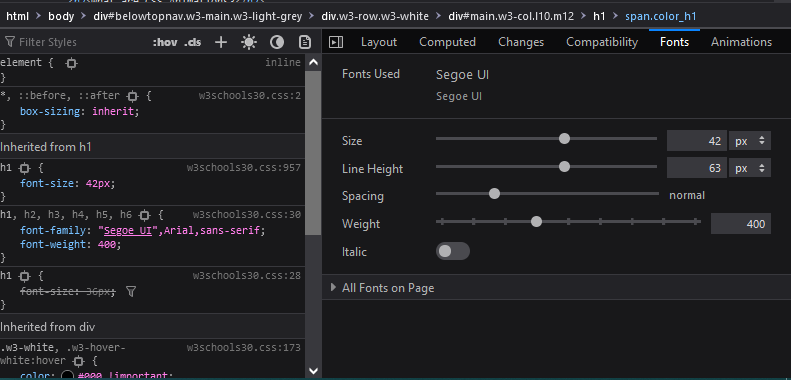 html > body > div#belowtopnav.w3-main.w3-light-grey > div.w3-row.w3-white > div#main.w3-col.l10.m12 > h1 > span.color_h1
Filter Styles :hov .cls +
Layout Computed Changes Compatibility Fonts Animations
element { inline
}
*, ::before, ::after { w3schools30.css:2
box-sizing: inherit;
}
Inherited from h1
h1 { w3schools30.css:957
font-size: 42px;
}
h1, h2, h3, h4, h5, h6 { w3schools30.css:30
font-family: "Segoe UI",Arial,sans-serif;
font-weight: 400;
}
h1 { w3schools30.css:28
font-size: 36px;
}
Inherited from div
.w3-white, .w3-hover- w3schools30.css:173
white:hover {
color: #000 !important;
Fonts Used Segoe UI
Segoe UI
Size 42 px
Line Height 63 px
Spacing normal
Weight 400
Italic
All Fonts on Page